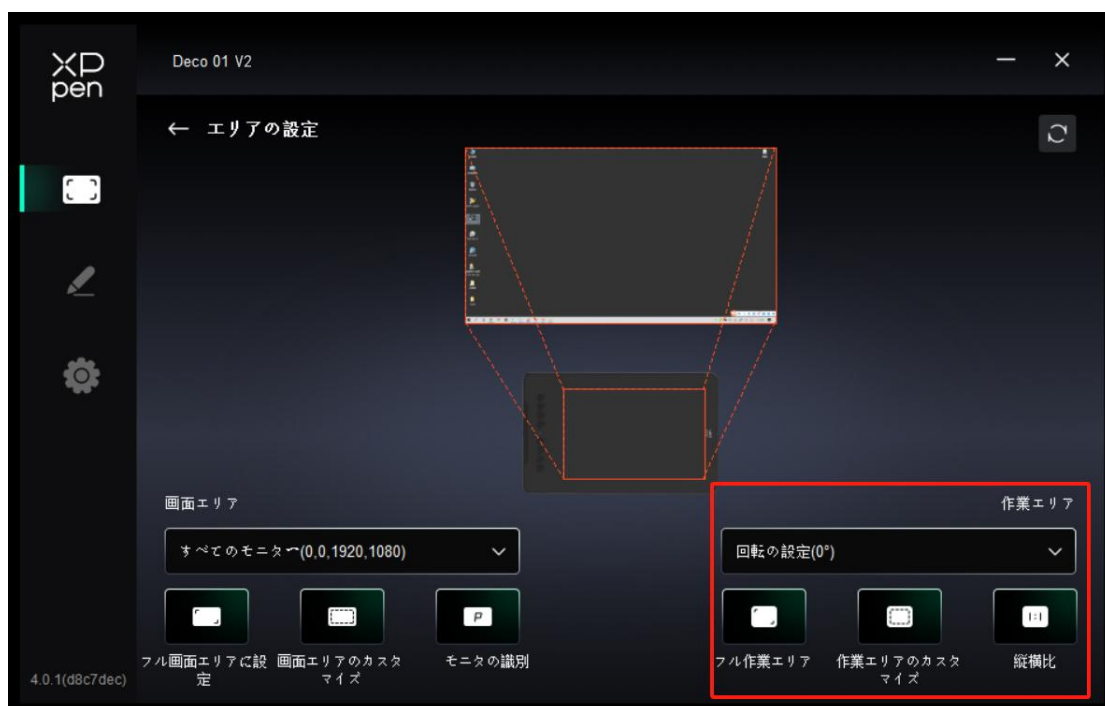 XP
pen
Deco 01 V2
← エリアの設定
画面エリア
作業エリア
すべてのモニター(0,0,1920,1080)
回転の設定(0°)
P
1:1
フル画面エリアに設
定
画面エリアのカスタ
マイズ
モニタの識別
フル作業エリア
作業エリアのカスタ
マイズ
縦横比
4.0.1(d8c7dec)